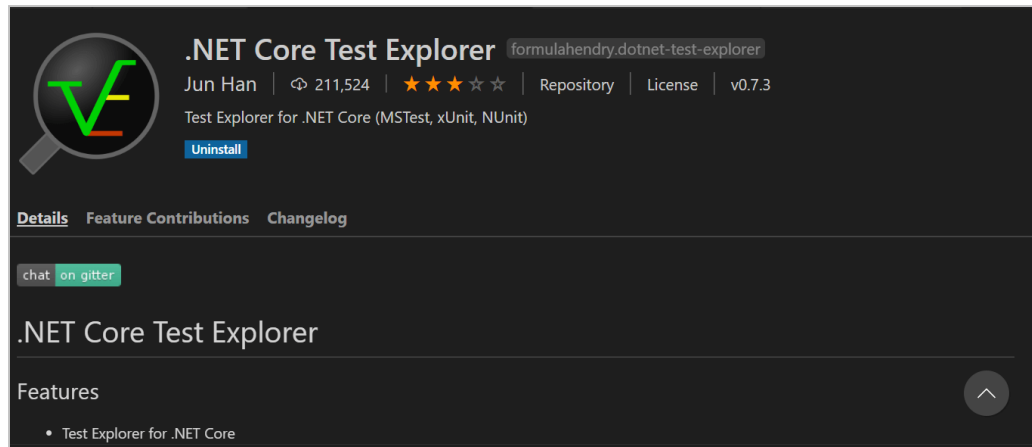 .NET Core Test Explorer formulahendry.dotnet-test-explorer
Jun Han 211,524 Repository License v0.7.3
Test Explorer for .NET Core (MSTest, xUnit, NUnit)
Uninstall
Details Feature Contributions Changelog
chat on gitter
.NET Core Test Explorer
Features
• Test Explorer for .NET Core